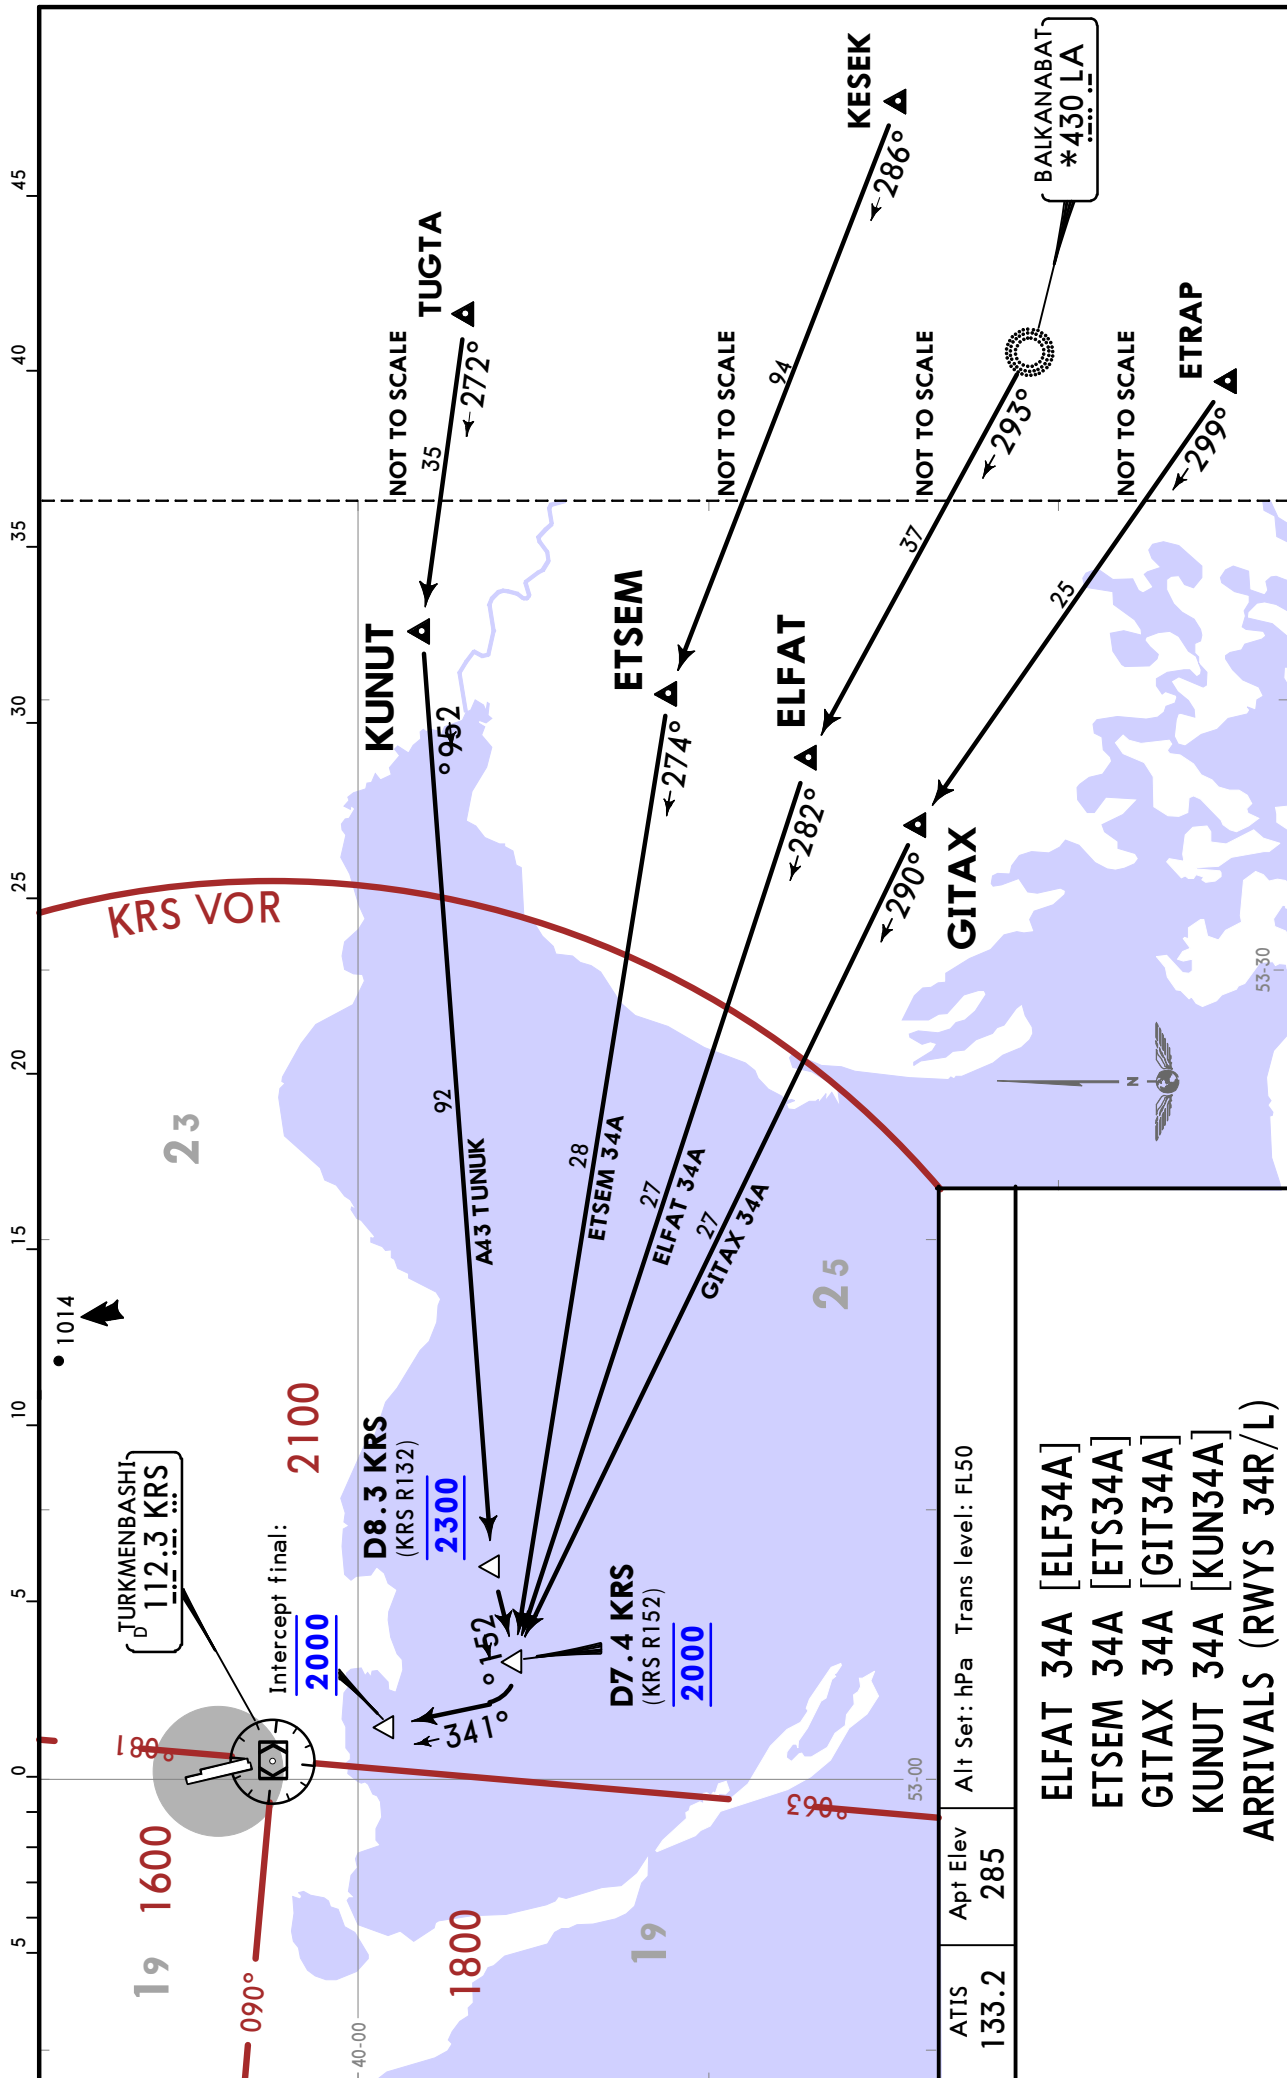 45
40
35
30
25
20
15
10
5
0
5
KESEK
286°
94
BALKANABAT
*430 LA
TUGTA
272°
35
NOT TO SCALE
NOT TO SCALE
NOT TO SCALE
NOT TO SCALE
ETRAP
299°
25
293°
37
KUNUT
ETSEM
274°
ELFAT
282°
GITAX
290°
KRS VOR
53-30
N
23
92
A43 TUNUK
28
ETSEM 34A
27
ELFAT 34A
27
GITAX 34A
25
1014
2100
D
TURKMENBASHI
112.3 KRS
D8.3 KRS
(KRS R132)
2300
Intercept final:
2000
D7.4 KRS
(KRS R152)
2000
°152
341°
081°
063°
090°
1600
19
1800
19
40-00
53-00
ATIS
133.2
Apt Elev
285
Alt Set: hPa Trans level: FL50
ELFAT 34A [ELF34A]
ETSEM 34A [ETS34A]
GITAX 34A [GIT34A]
KUNUT 34A [KUN34A]
ARRIVALS (RWYS 34R/L)